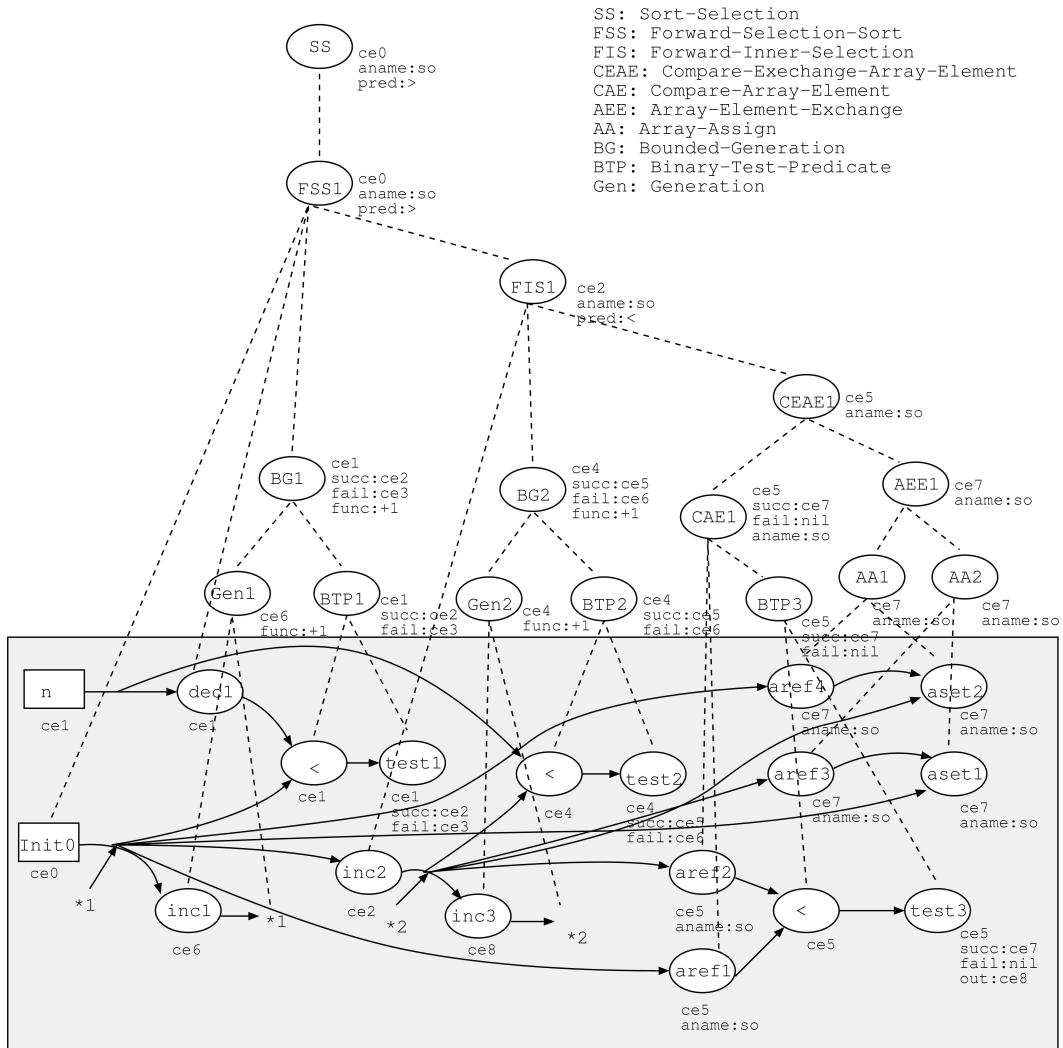 SS: Sort-Selection
FSS: Forward-Selection-Sort
FIS: Forward-Inner-Selection
CEAE: Compare-Exechange-Array-Element
CAE: Compare-Array-Element
AEE: Array-Element-Exchange
AA: Array-Assign
BG: Bounded-Generation
BTP: Binary-Test-Predicate
Gen: Generation
SS
ce0
aname:so
pred:>
FSS1
ce0
aname:so
pred:>
FIS1
ce2
aname:so
pred:<
CEAE1
ce5
aname:so
BG1
ce1
succ:ce2
fail:ce3
func:+1
BG2
ce4
succ:ce5
fail:ce6
func:+1
CAE1
ce5
succ:ce7
fail:nil
aname:so
AEE1
ce7
aname:so
Gen1
ce6
func:+1
BTP1
ce1
succ:ce2
fail:ce3
Gen2
ce4
func:+1
BTP2
ce4
succ:ce5
fail:ce6
BTP3
ce5
succ:ce7
fail:nil
AA1
ce7
aname:so
AA2
ce7
aname:so
n
ce1
dec1
ce1
<
ce1
test1
ce1
succ:ce2
fail:ce3
<
ce4
test2
ce4
succ:ce5
fail:ce6
aref4
ce7
aname:so
aset2
ce7
aname:so
aref3
ce7
aname:so
aset1
ce7
aname:so
Init0
ce0
*1
inc1
ce6
*1
inc2
ce2
*2
inc3
ce8
*2
aref2
ce5
aname:so
<
ce5
test3
ce5
succ:ce7
fail:nil
out:ce8
aref1
ce5
aname:so